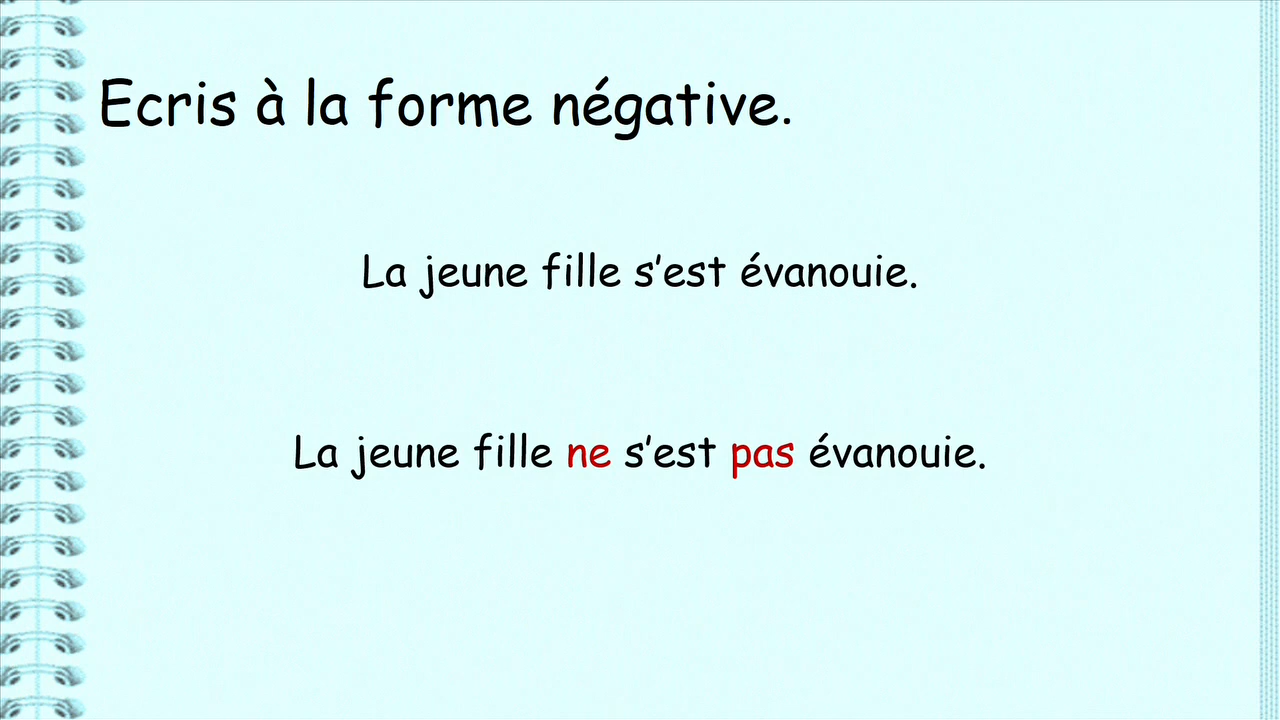 Ecris à la forme négative.
La jeune fille s’est évanouie.
La jeune fille ne s’est pas évanouie.